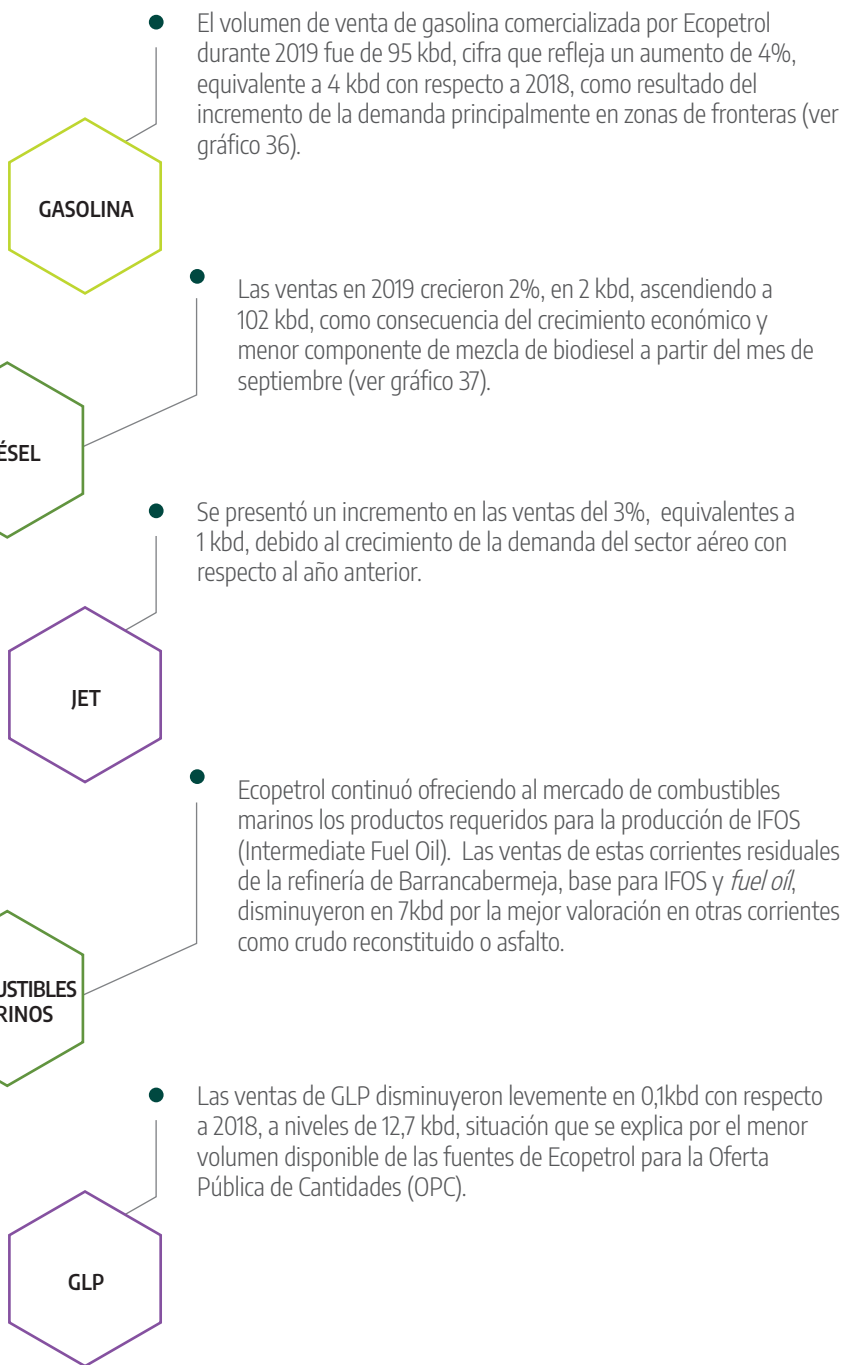 El volumen de venta de gasolina comercializada por Ecopetrol
durante 2019 fue de 95 kbd, cifra que refleja un aumento de 4%,
equivalente a 4 kbd con respecto a 2018, como resultado del
incremento de la demanda principalmente en zonas de fronteras (ver
gráfico 36).
GASOLINA
Las ventas en 2019 crecieron 2%, en 2 kbd, ascendiendo a
102 kbd, como consecuencia del crecimiento económico y
menor componente de mezcla de biodiesel a partir del mes de
septiembre (ver gráfico 37).
ÉSEL
Se presentó un incremento en las ventas del 3%, equivalentes a
1 kbd, debido al crecimiento de la demanda del sector aéreo con
respecto al año anterior.
JET
Ecopetrol continuó ofreciendo al mercado de combustibles
marinos los productos requeridos para la producción de IFOS
(Intermediate Fuel Oil). Las ventas de estas corrientes residuales
de la refinería de Barrancabermeja, base para IFOS y fuel oíl,
disminuyeron en 7kbd por la mejor valoración en otras corrientes
como crudo reconstituido o asfalto.
USTIBLES
RINOS
Las ventas de GLP disminuyeron levemente en 0,1kbd con respecto
a 2018, a niveles de 12,7 kbd, situación que se explica por el menor
volumen disponible de las fuentes de Ecopetrol para la Oferta
Pública de Cantidades (OPC).
GLP